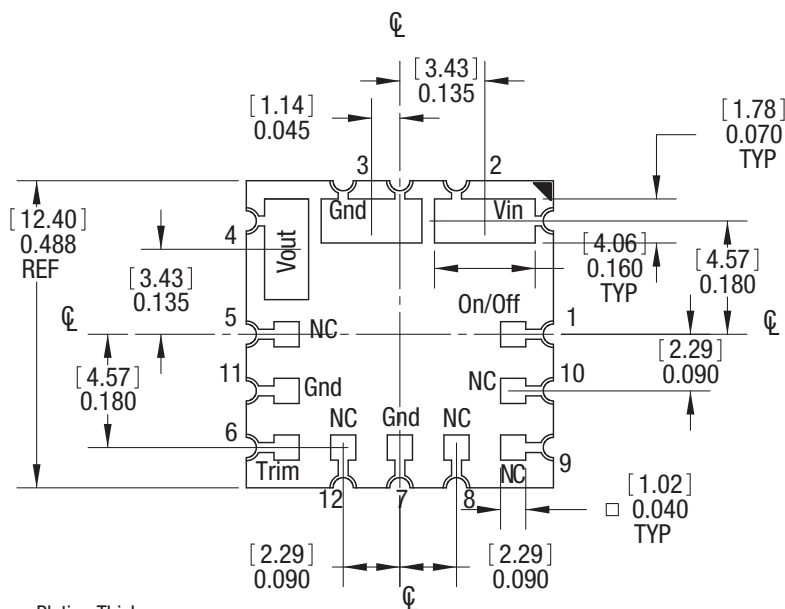 ℄
[3.43]
0.135
[1.14]
0.045
[1.78]
0.070
TYP
3
2
Gnd
Vin
[12.40]
0.488
REF
4
Vout
[4.06]
0.160
TYP
[4.57]
0.180
[3.43]
0.135
On/Off
℄
5
NC
1
℄
[2.29]
0.090
[4.57]
0.180
11
Gnd
NC
10
6
NC
Gnd
NC
Trim
NC
9
12
7
8
[1.02]
□ 0.040
TYP
[2.29]
0.090
[2.29]
0.090
℄